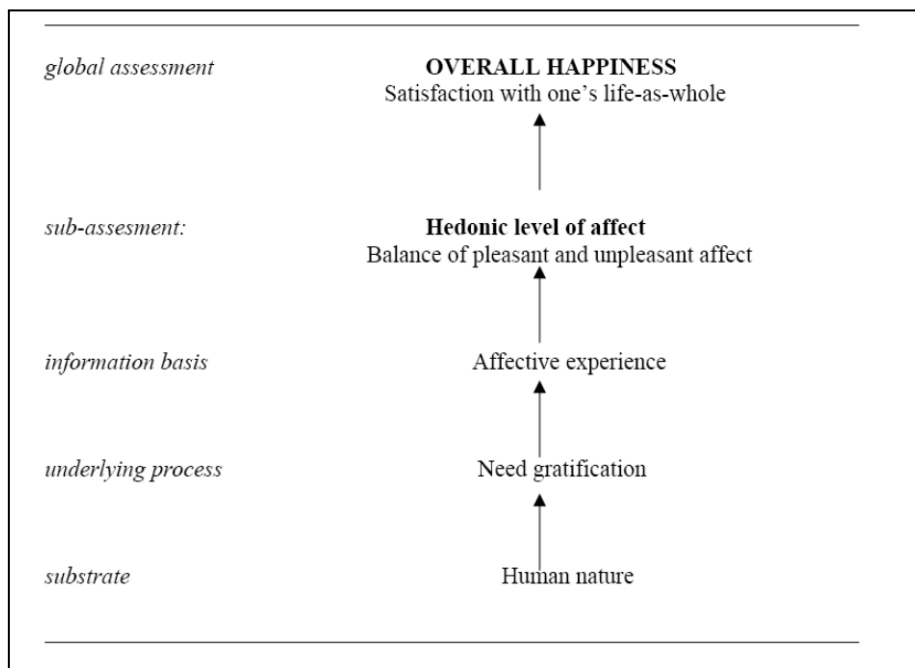 global assessment OVERALL HAPPINESS
Satisfaction with one’s life-as-whole
sub-assesment: Hedonic level of affect
Balance of pleasant and unpleasant affect
information basis Affective experience
underlying process Need gratification
substrate Human nature